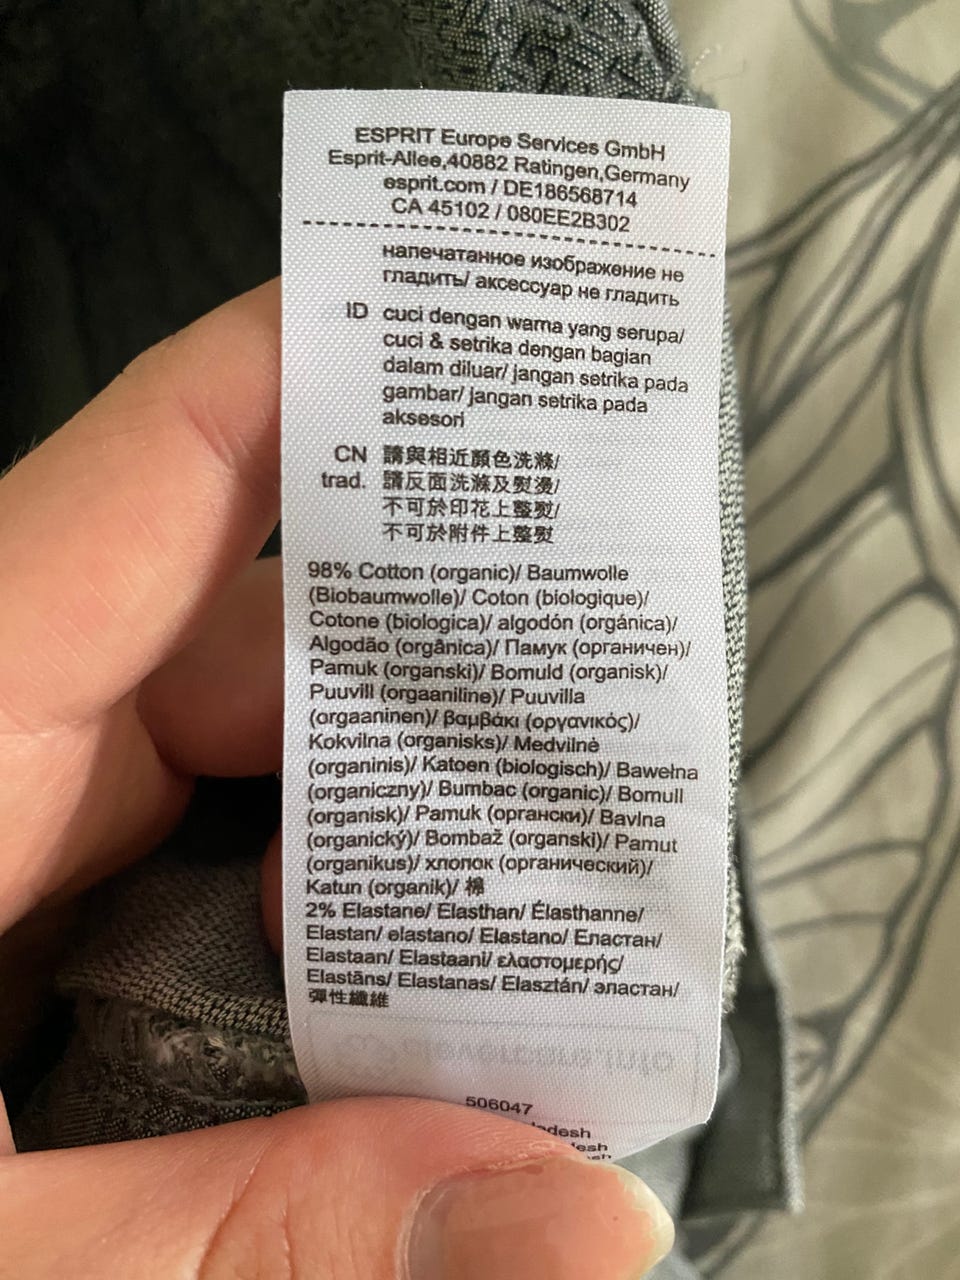 ESPRIT Europe Services GmbH
Esprit-Allee,40882 Ratingen,Germany
esprit.com / DE186568714
CA 45102 / 080EE2B302
напечатанное изображение не
гладить/ аксессуар не гладить
ID cuci dengan warna yang serupa/
cuci & setrika dengan bagian
dalam diluar/ jangan setrika pada
gambar/ jangan setrika pada
aksesori
CN 請與相近顏色洗滌/
trad. 請反面洗滌及熨燙/
不可於印花上整熨/
不可於附件上整熨
98% Cotton (organic)/ Baumwolle
(Biobaumwolle)/ Coton (biologique)/
Cotone (biologica)/ algodón (orgánica)/
Algodão (orgânica)/ Памук (органичен)/
Pamuk (organski)/ Bomuld (organisk)/
Puuvill (orgaaniline)/ Puuvilla
(orgaaninen)/ βαμβάκι (οργανικός)/
Kokvilna (organisks)/ Medvilnė
(organinis)/ Katoen (biologisch)/ Bawełna
(organiczny)/ Bumbac (organic)/ Bomull
(organisk)/ Pamuk (органски)/ Bavlna
(organický)/ Bombaž (organski)/ Pamut
(organikus)/ хлопок (органический)/
Katun (organik)/ 棉
2% Elastane/ Elasthan/ Élasthanne/
Elastan/ elastano/ Elastano/ Еластан/
Elastaan/ Elastaani/ ελαστομερής/
Elastāns/ Elastanas/ Elasztán/ эластан/
彈性纖維
506047